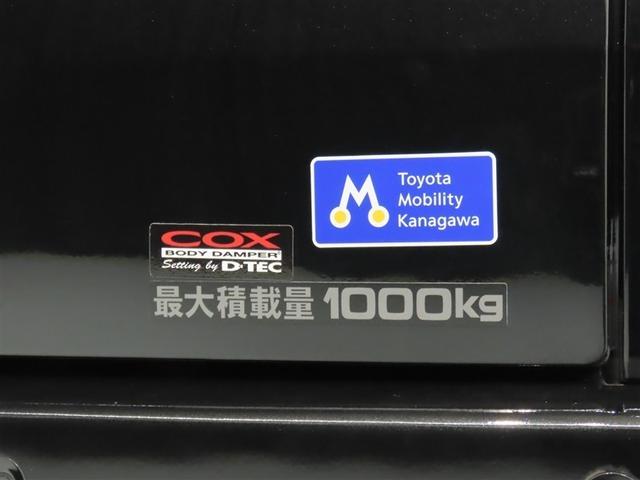 Toyota
Mobility
Kanagawa
COX
BODY DAMPER
Setting by D-TEC
最大積載量 1000kg